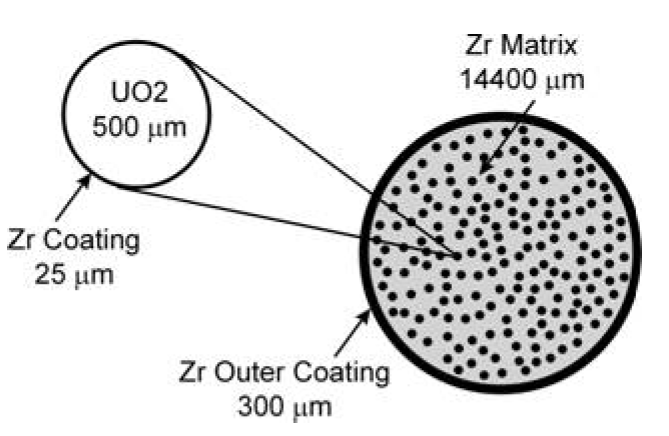 UO2
500 μm
Zr Coating
25 μm
Zr Matrix
14400 μm
Zr Outer Coating
300 μm